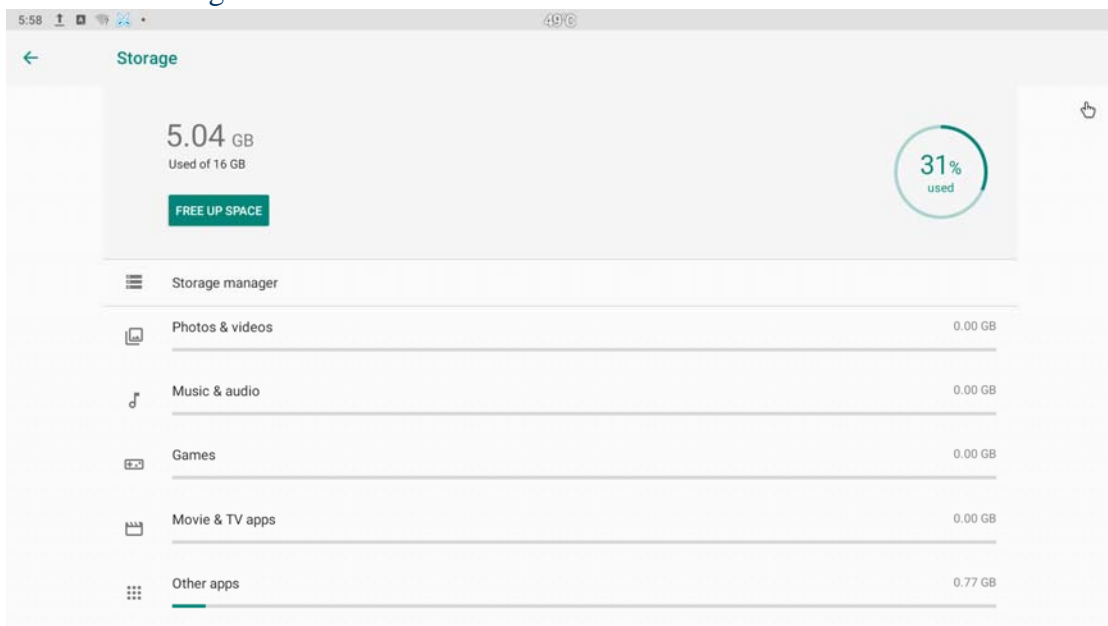 5:58
49°C
Storage
5.04 GB
Used of 16 GB
31%
used
FREE UP SPACE
Storage manager
Photos & videos 0.00 GB
Music & audio 0.00 GB
Games 0.00 GB
Movie & TV apps 0.00 GB
Other apps 0.77 GB